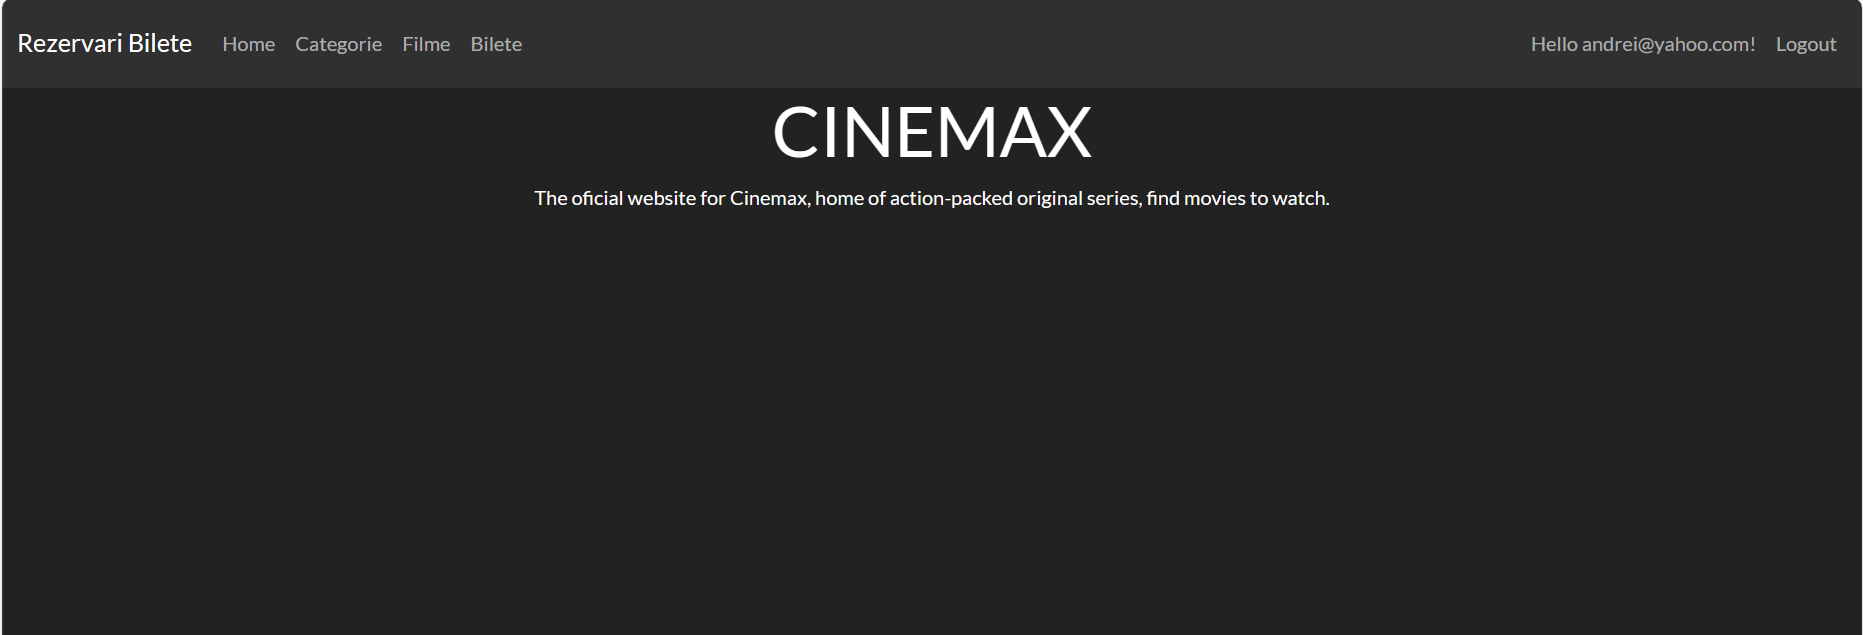 Rezervari Bilete Home Categorie Filme Bilete Hello andrei@yahoo.com! Logout
CINEMAX
The oficial website for Cinemax, home of action-packed original series, find movies to watch.